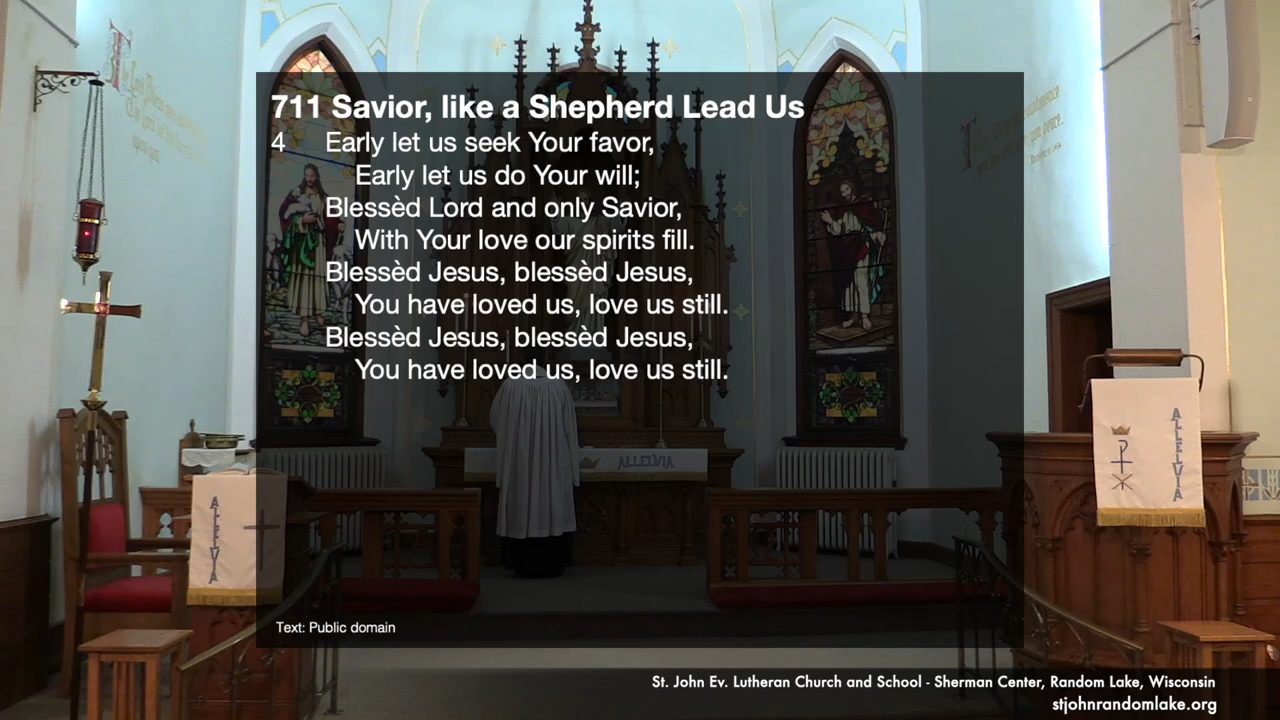 711 Savior, like a Shepherd Lead Us
4 Early let us seek Your favor,
Early let us do Your will;
Blessèd Lord and only Savior,
With Your love our spirits fill.
Blessèd Jesus, blessèd Jesus,
You have loved us, love us still.
Blessèd Jesus, blessèd Jesus,
You have loved us, love us still.
Text: Public domain
ALLELVIA
ALLELVIA
ALLELVIA
St. John Ev. Lutheran Church and School - Sherman Center, Random Lake, Wisconsin
stjohnrandomlake.org